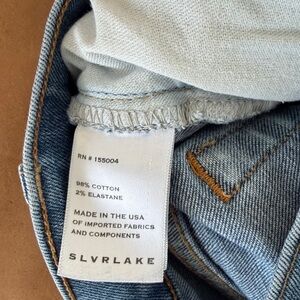 RN # 155004
98% COTTON
2% ELASTANE
MADE IN THE USA
OF IMPORTED FABRICS
AND COMPONENTS
SLVRLAKE